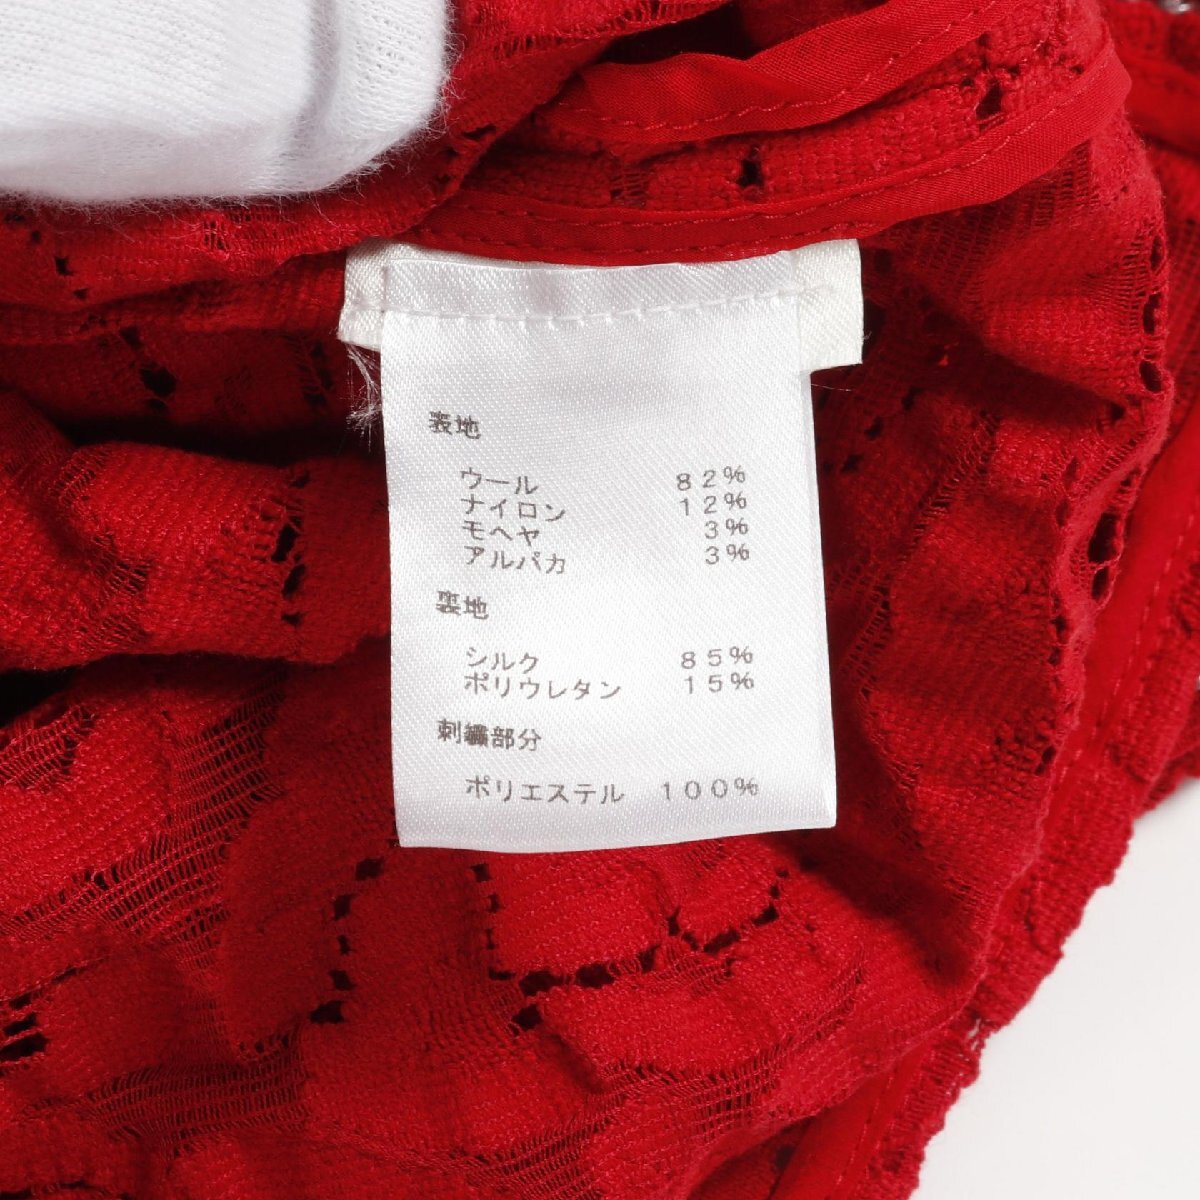 表地
ウール 82%
ナイロン 12%
モヘヤ 3%
アルパカ 3%
裏地
シルク 85%
ポリウレタン 15%
刺繍部分
ポリエステル 100%